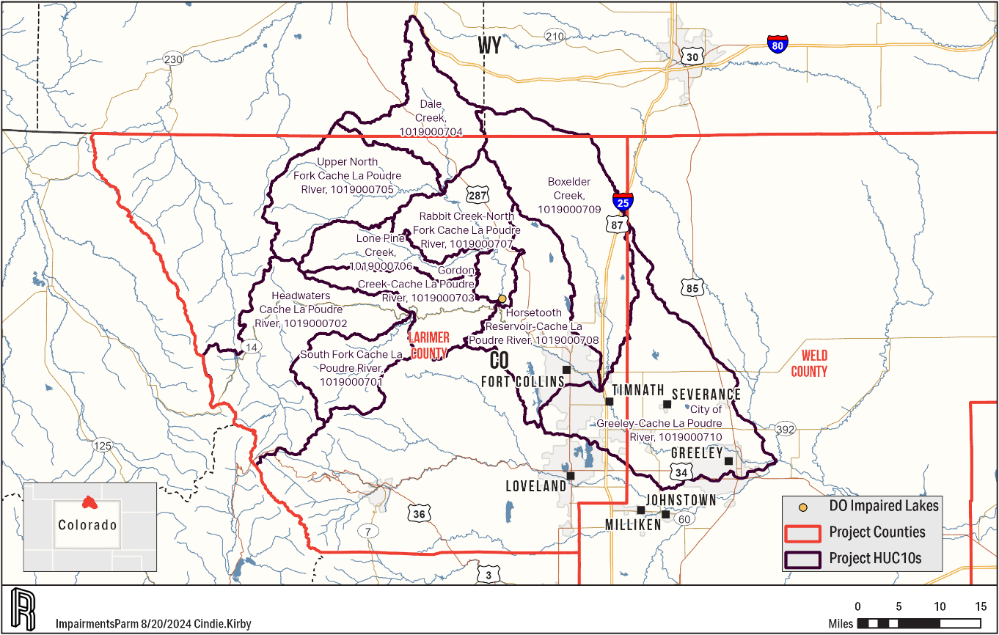 WY
210
80
30
230
Dale
Creek,
1019000704
Upper North
Fork Cache La Poudre
River, 1019000705
287
Boxelder
Creek,
1019000709
25
87
Rabbit Creek-North
Fork Cache La Poudre
River, 1019000707
Lone Pine
Creek,
1019000706
Gordon
Creek-Cache La Poudre
River, 1019000703
85
Headwaters
Cache La Poudre
River, 1019000702
Horsetooth
Reservoir-Cache La
Poudre River, 1019000708
14
LARIMER
COUNTY
South Fork Cache La
Poudre River,
1019000701
CO
WELD
COUNTY
FORT COLLINS
TIMNATH
SEVERANCE
City of
Greeley-Cache La Poudre
River, 1019000710
392
125
GREELEY
34
LOVELAND
JOHNSTOWN
MILLIKEN
60
36
7
3
Colorado
DO Impaired Lakes
Project Counties
Project HUC10s
R
ImpairmentsParm 8/20/2024 Cindie.Kirby
0 5 10 15
Miles